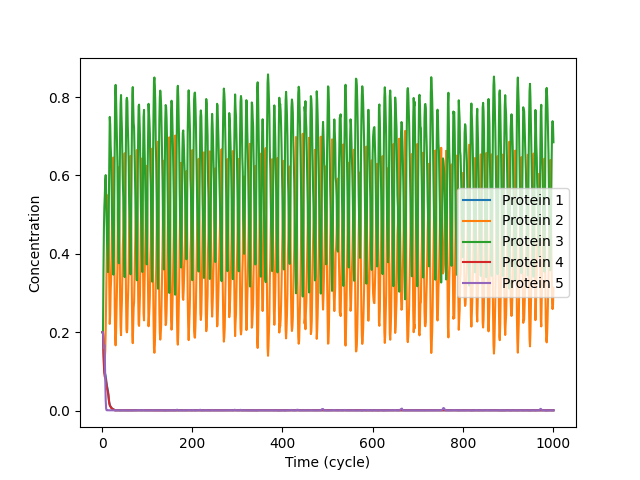 0.8
0.6
0.4
0.2
0.0
Concentration
Protein 1
Protein 2
Protein 3
Protein 4
Protein 5
0
200
400
600
800
1000
Time (cycle)